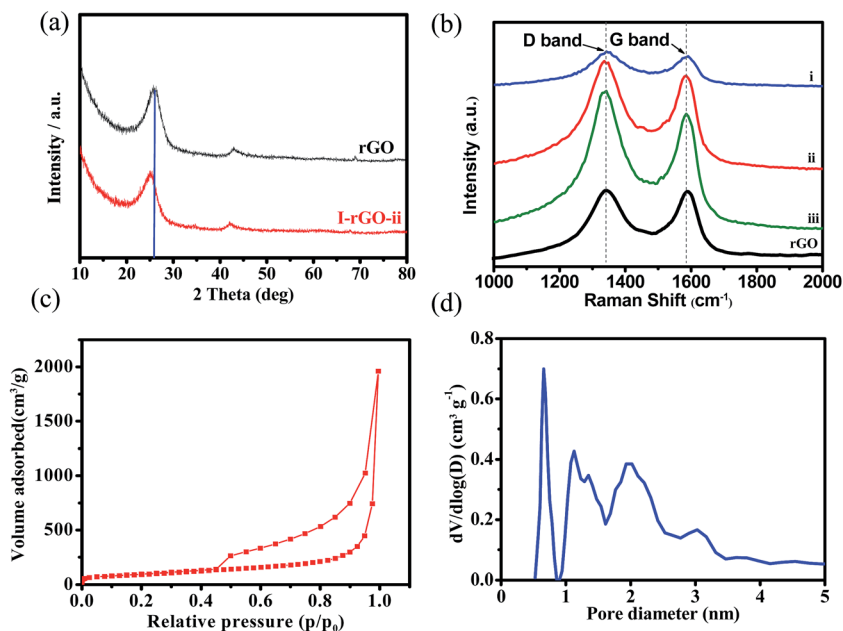 (a)
Intensity / a.u.
rGO
I-rGO-ii
10 20 30 40 50 60 70 80
2 Theta (deg)
(b)
D band
G band
Intensity (a.u.)
i
ii
iii
rGO
1000 1200 1400 1600 1800 2000
Raman Shift (cm⁻¹)
(c)
Volume adsorbed(cm³/g)
2000
1500
1000
500
0
0.0 0.2 0.4 0.6 0.8 1.0
Relative pressure (p/p₀)
(d)
dV/dlog(D) (cm³ g⁻¹)
0.8
0.6
0.4
0.2
0.0
0 1 2 3 4 5
Pore diameter (nm)